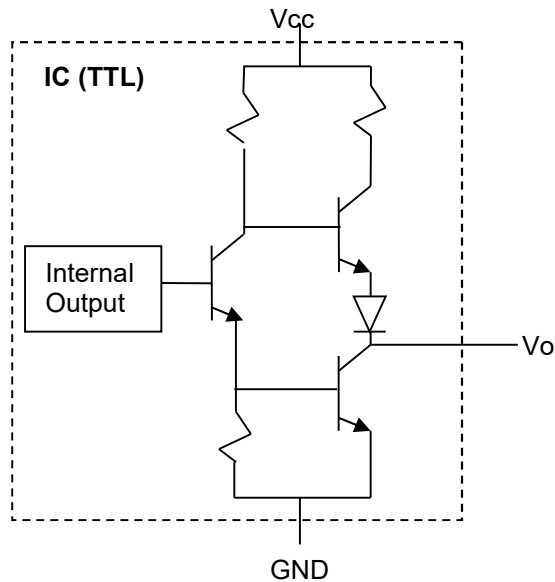 Vcc
IC (TTL)
Internal
Output
Vo
GND